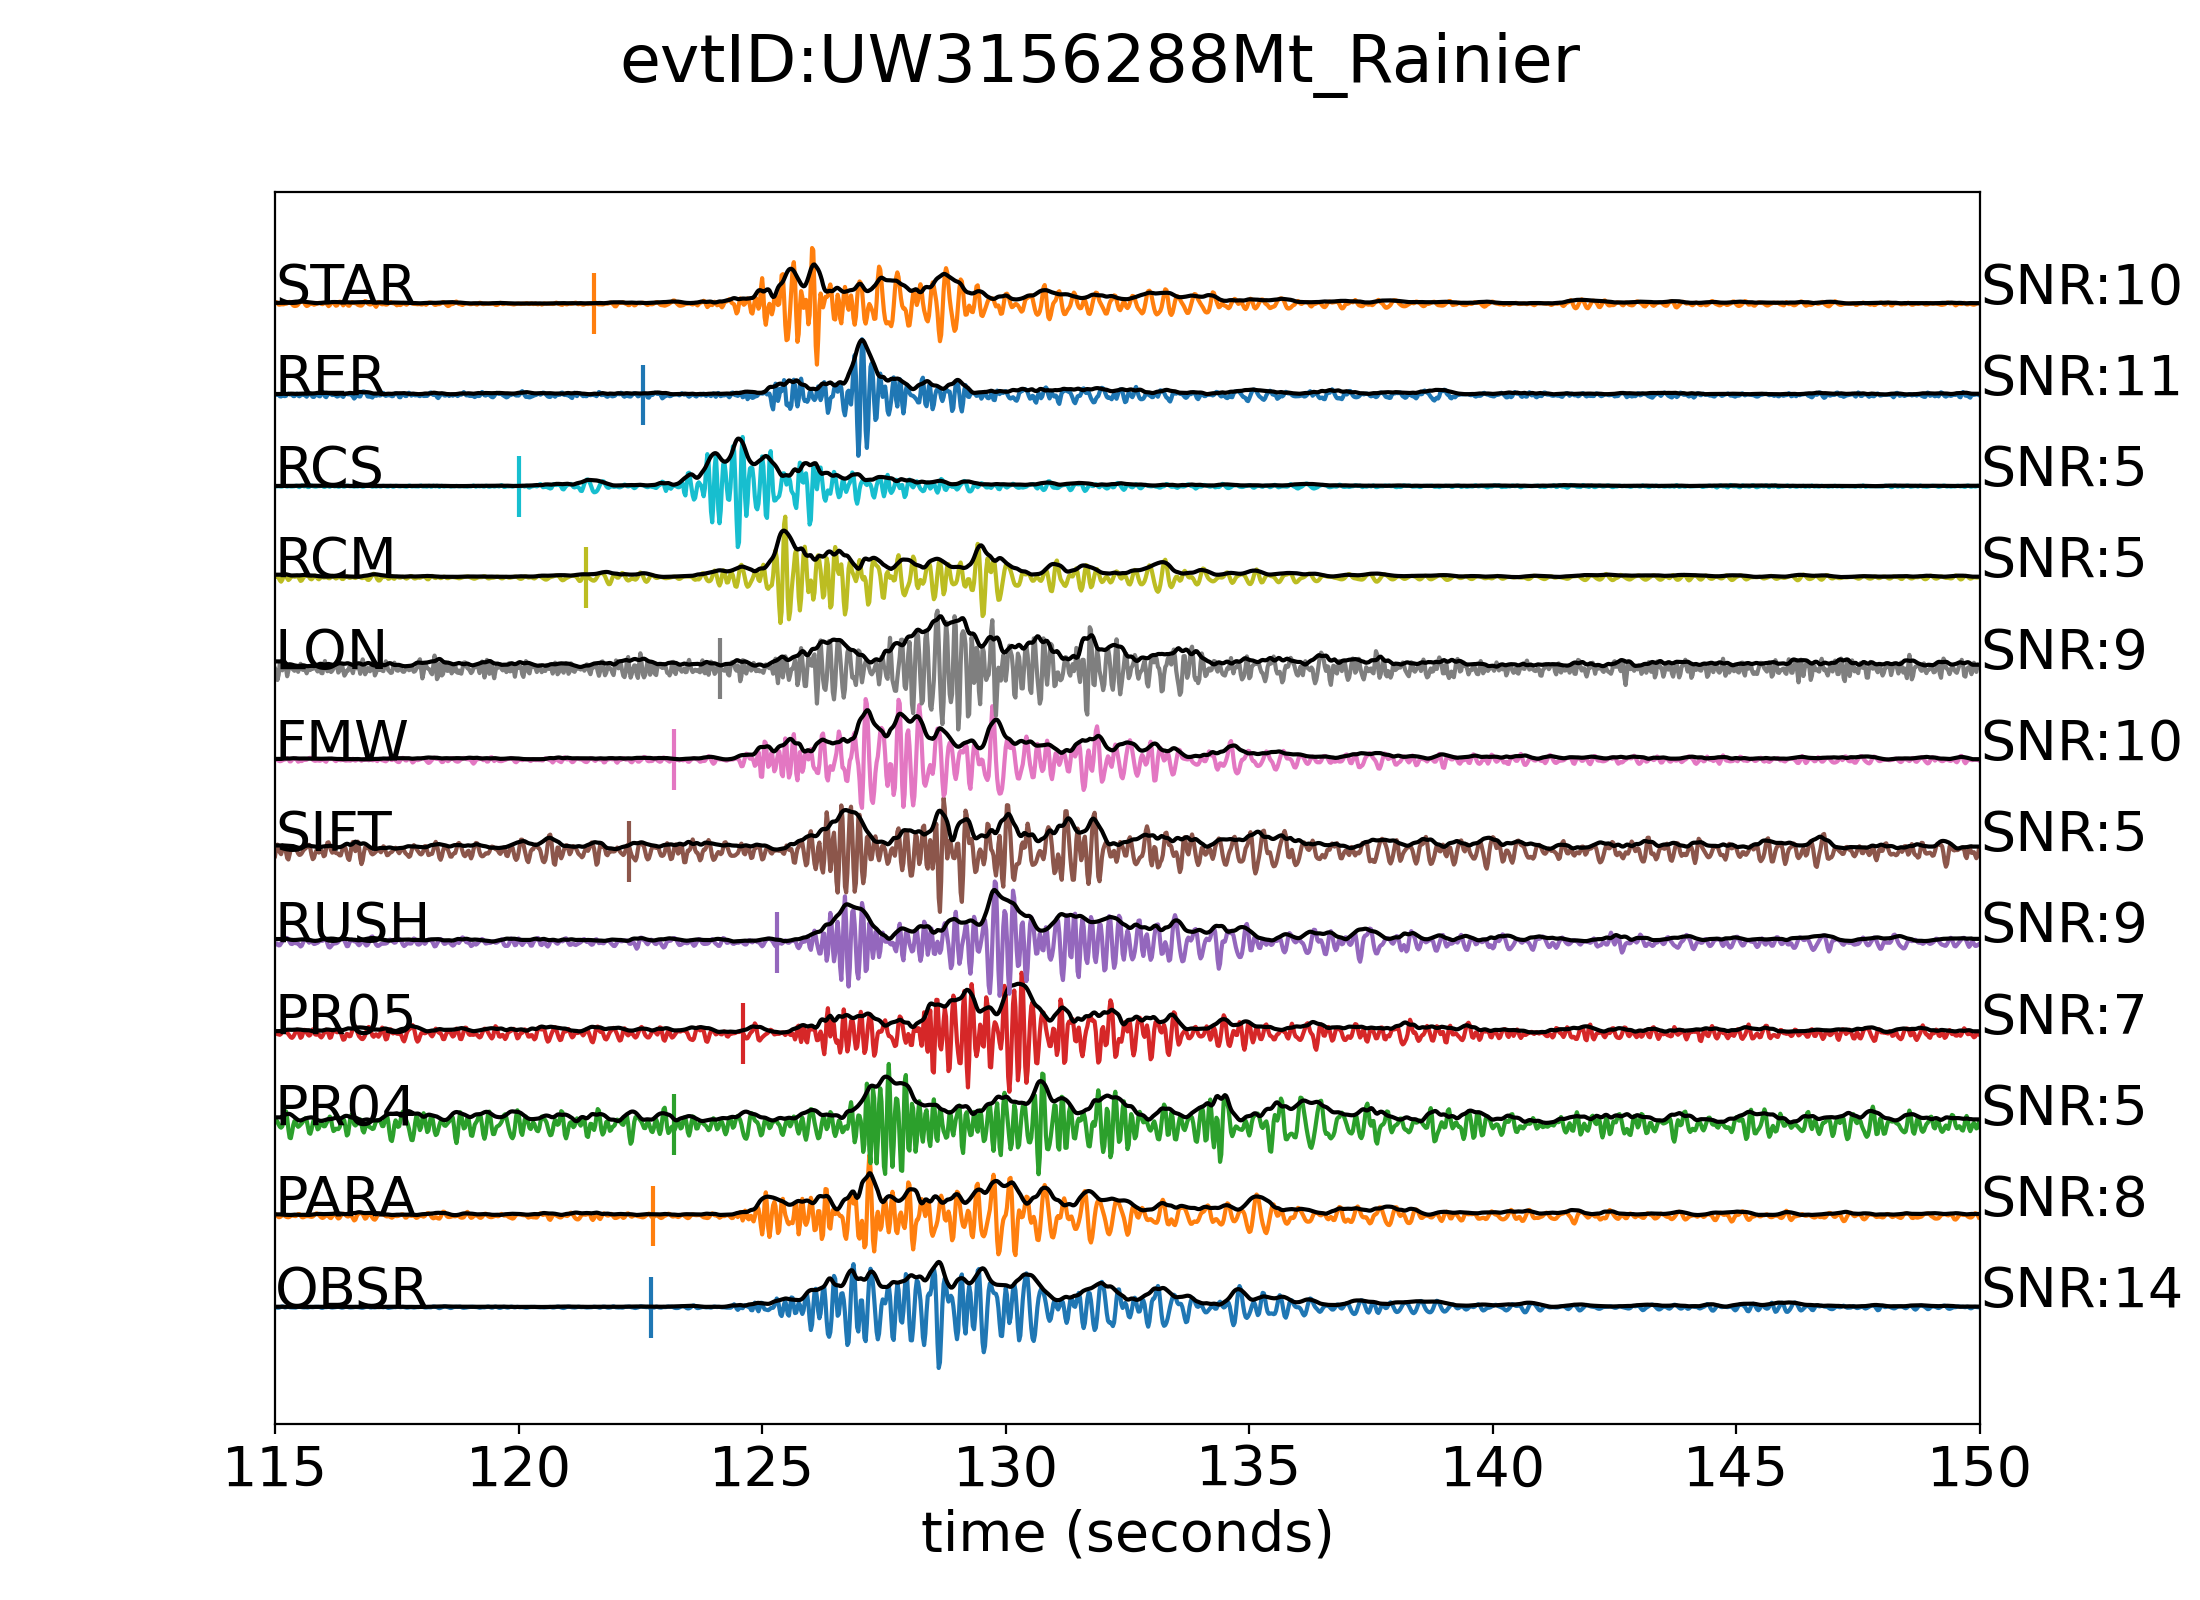 evtID:UW3156288Mt_Rainier
STAR SNR:10
RER SNR:11
RCS SNR:5
RCM SNR:5
LON SNR:9
FMW SNR:10
SIFT SNR:5
RUSH SNR:9
PR05 SNR:7
PR04 SNR:5
PARA SNR:8
OBSR SNR:14
115 120 125 130 135 140 145 150
time (seconds)